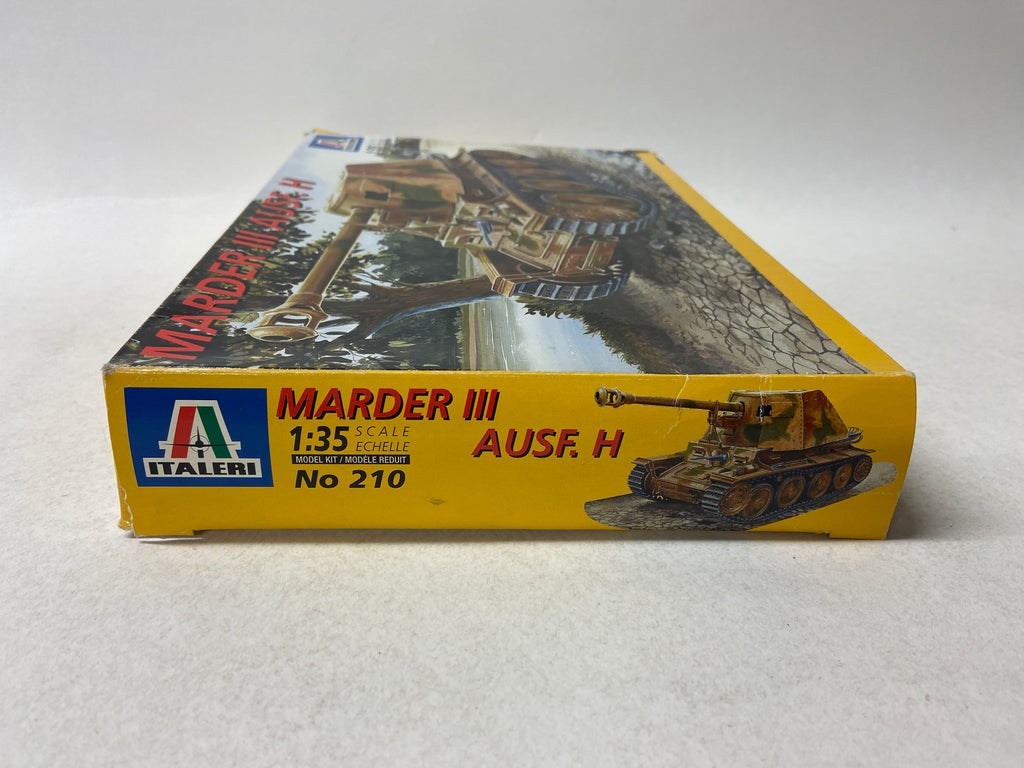 MARDER III AUSF. H
ITALERI
MARDER III
AUSF. H
1:35 SCALE
ECHELLE
MODEL KIT / MODÈLE REDUIT
No 210